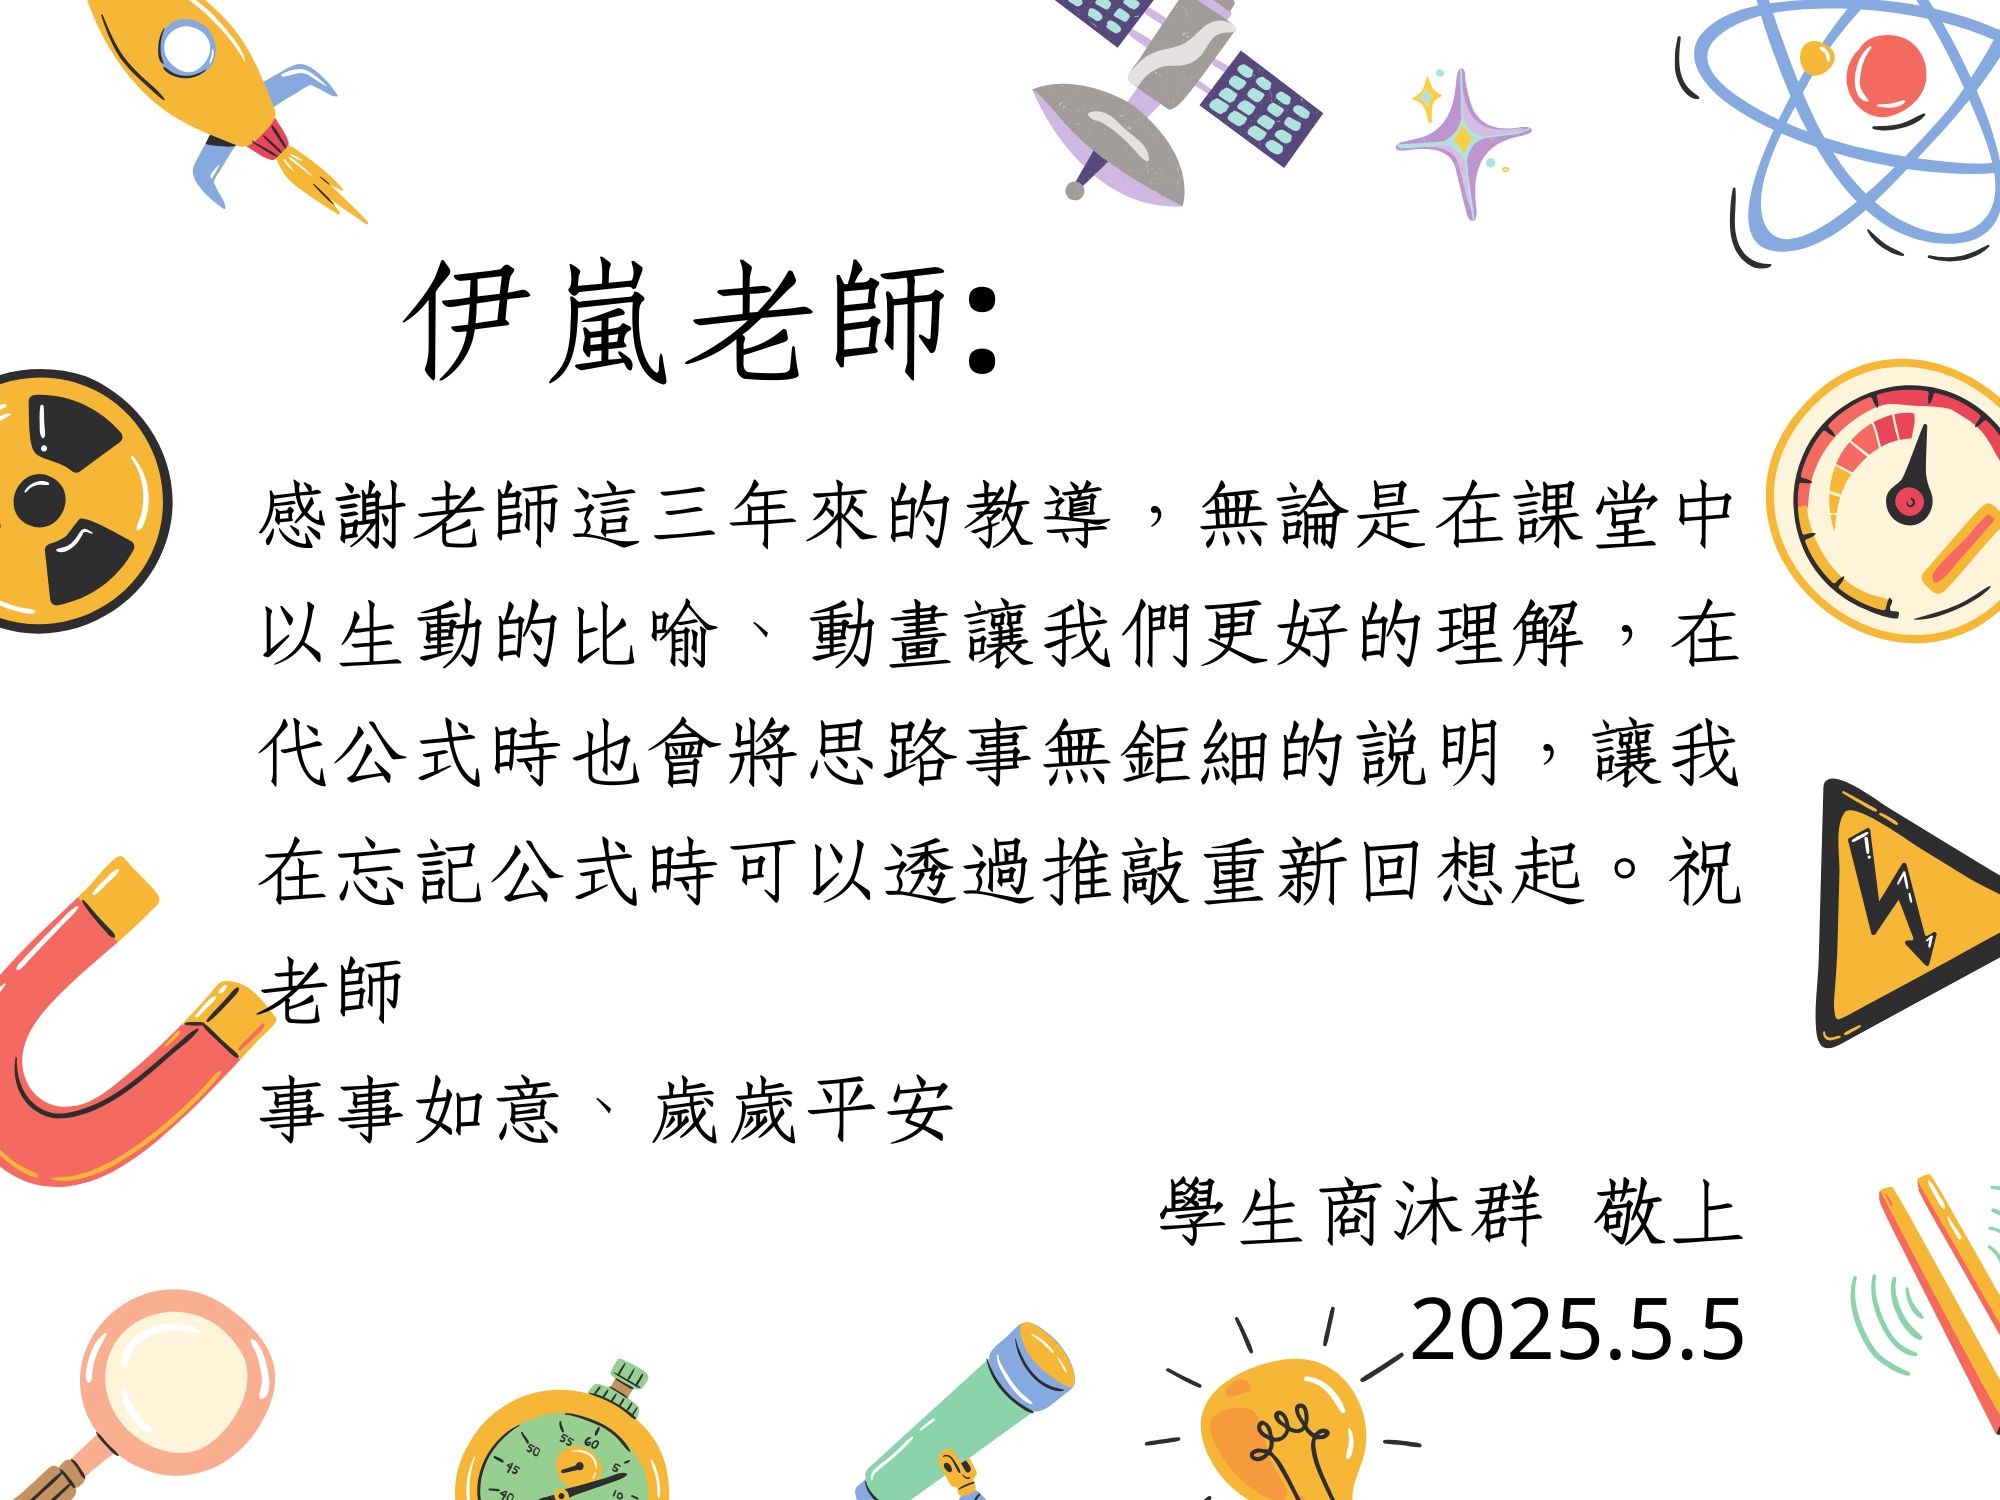 伊嵐老師:
感謝老師這三年來的教導，無論是在課堂中
以生動的比喻、動畫讓我們更好的理解，在
代公式時也會將思路事無鉅細的説明，讓我
在忘記公式時可以透過推敲重新回想起。祝
老師
事事如意、歲歲平安
學生商沐群 敬上
2025.5.5
50 55 60
45 5
40 10